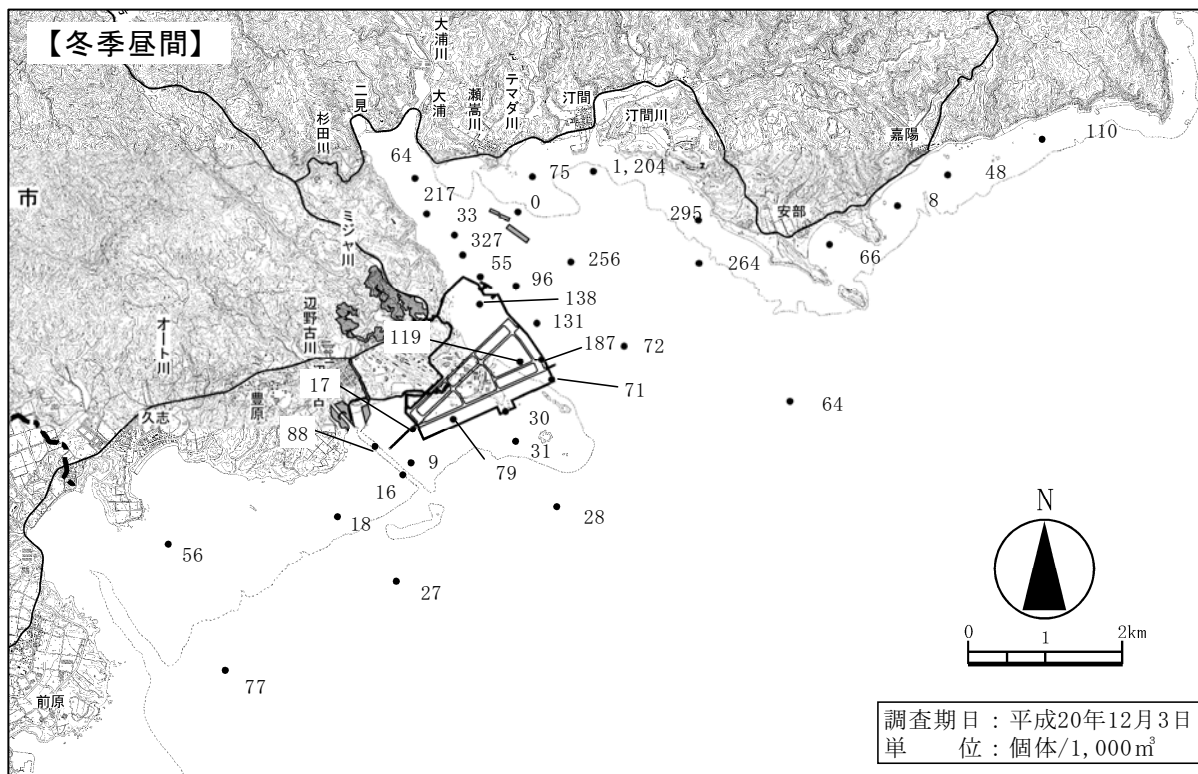 【冬季昼間】
大浦川
テマダ川
二見
大浦
瀬嵩川
汀間
杉田川
汀間川
嘉陽
110
64
75
1,204
48
市
217
0
8
33
295
安部
ミジャ川
327
66
55
256
264
96
138
辺野古川
131
オート川
119
187
72
17
71
豊原
64
久志
30
88
31
9
79
16
28
18
56
27
77
前原
N
0 1 2km
調査期日：平成20年12月3日
単　　位：個体/1,000㎥